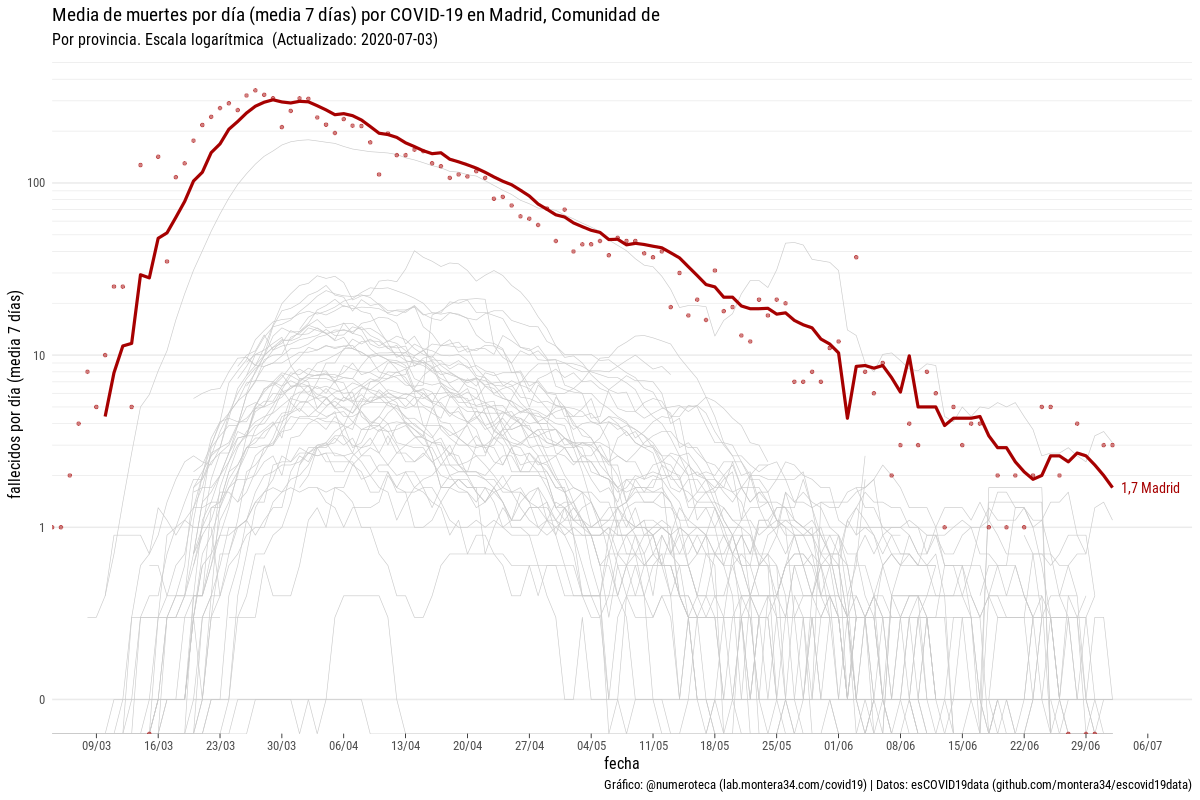 Media de muertes por día (media 7 días) por COVID-19 en Madrid, Comunidad de
Por provincia. Escala logarítmica  (Actualizado: 2020-07-03)
fallecidos por día (media  7 días)
100
10
1
0
1,7 Madrid
09/03 16/03 23/03 30/03 06/04 13/04 20/04 27/04 04/05 11/05 18/05 25/05 01/06 08/06 15/06 22/06 29/06 06/07
fecha
Gráfico: @numeroteca (lab.montera34.com/covid19) | Datos: esCOVID19data (github.com/montera34/escovid19data)